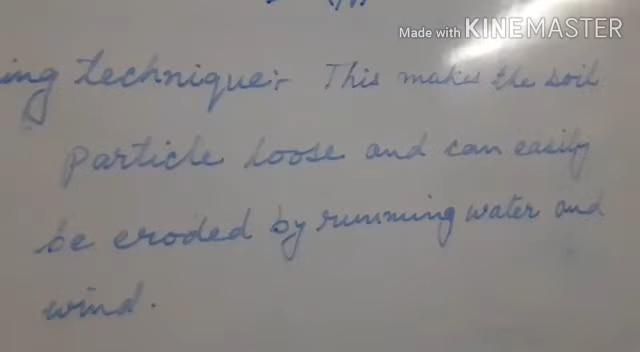 Made with KINEMASTER
ing technique:- This makes the soil
particle loose and can easily
be eroded by running water and
wind.